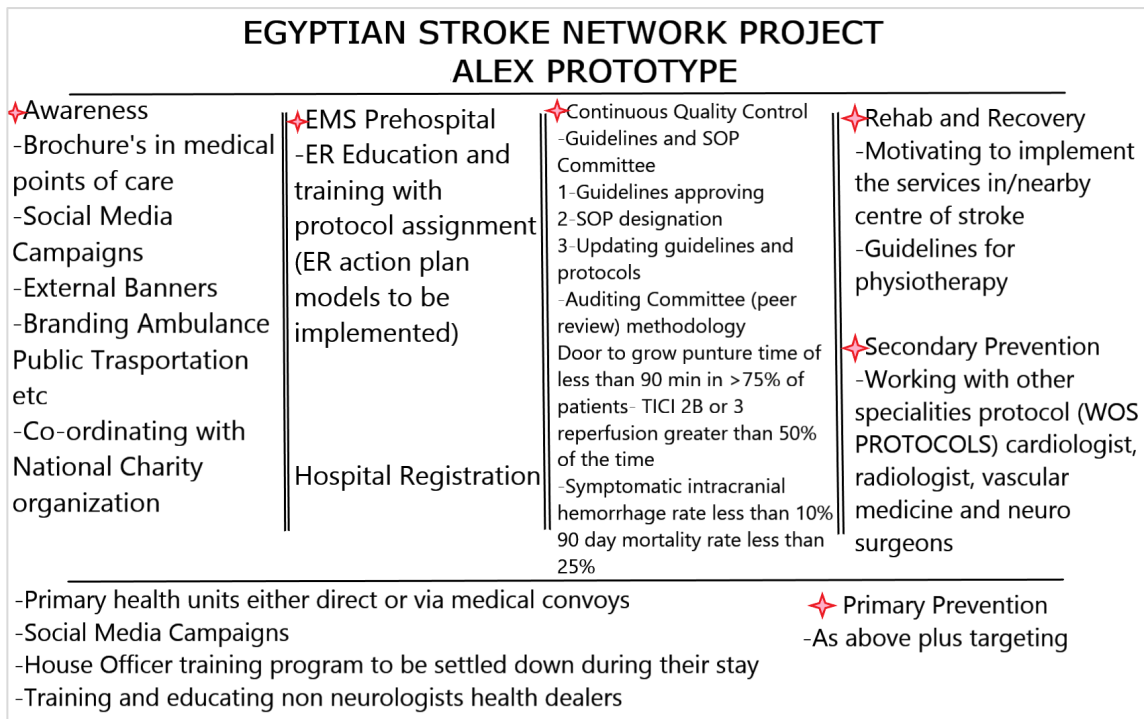 EGYPTIAN STROKE NETWORK PROJECT
ALEX PROTOTYPE
Awareness
-Brochure's in medical
points of care
-Social Media
Campaigns
-External Banners
-Branding Ambulance
Public Trasportation
etc
-Co-ordinating with
National Charity
organization
EMS Prehospital
-ER Education and
training with
protocol assignment
(ER action plan
models to be
implemented)
Hospital Registration
Continuous Quality Control
-Guidelines and SOP
Committee
1-Guidelines approving
2-SOP designation
3-Updating guidelines and
protocols
-Auditing Committee (peer
review) methodology
Door to grow punture time of
less than 90 min in >75% of
patients- TICI 2B or 3
reperfusion greater than 50%
of the time
-Symptomatic intracranial
hemorrhage rate less than 10%
90 day mortality rate less than
25%
Rehab and Recovery
-Motivating to implement
the services in/nearby
centre of stroke
-Guidelines for
physiotherapy
Secondary Prevention
-Working with other
specialities protocol (WOS
PROTOCOLS) cardiologist,
radiologist, vascular
medicine and neuro
surgeons
-Primary health units either direct or via medical convoys
-Social Media Campaigns
-House Officer training program to be settled down during their stay
-Training and educating non neurologists health dealers
Primary Prevention
-As above plus targeting